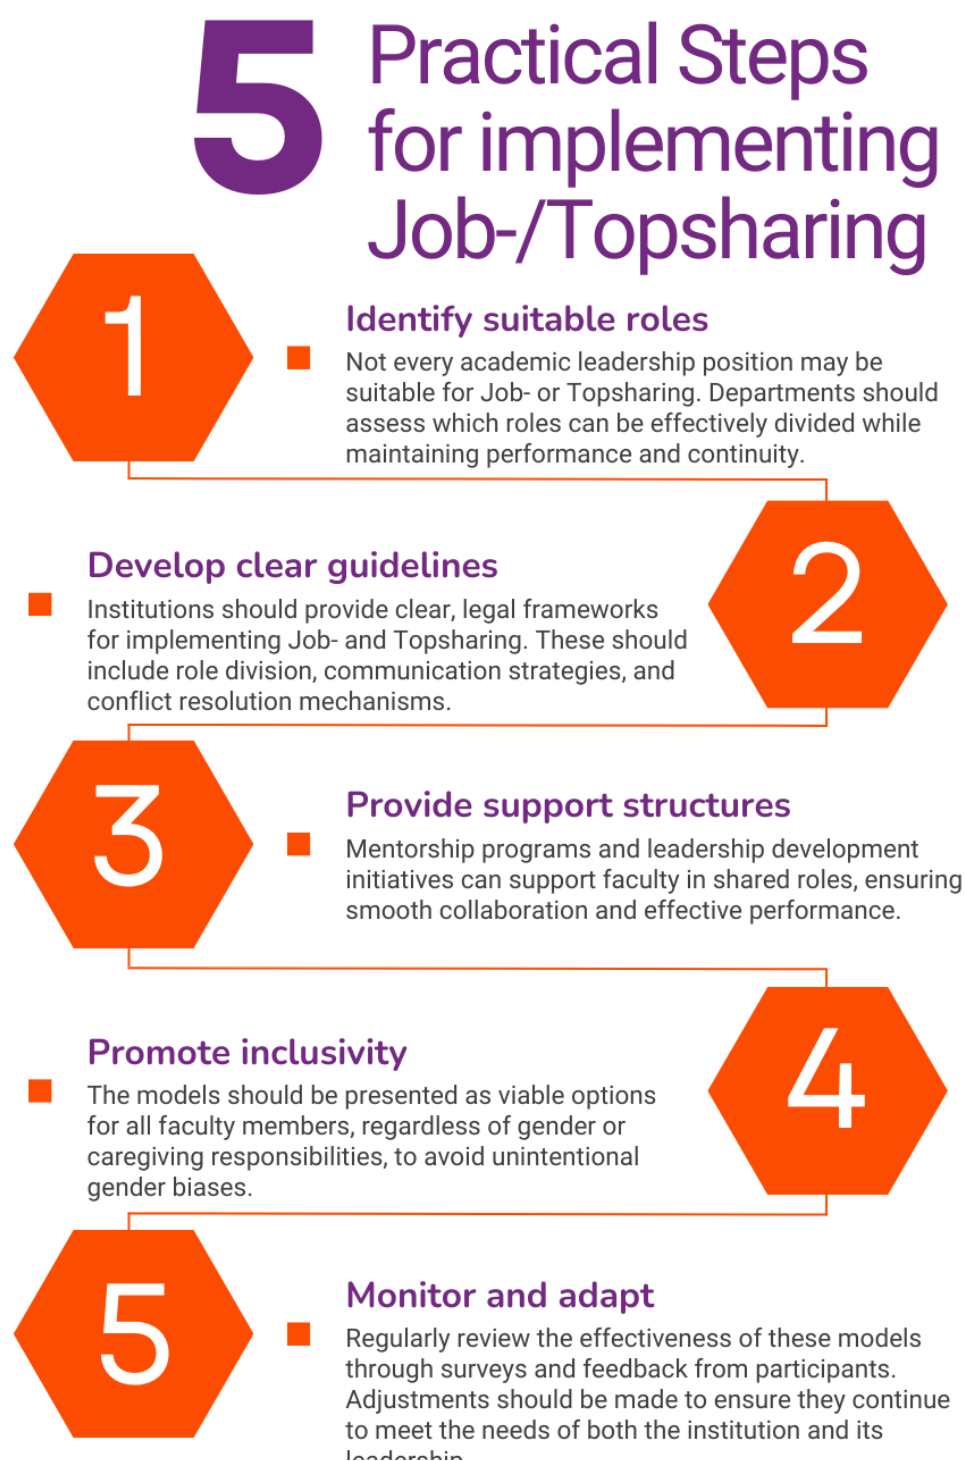 5
Practical Steps
for implementing
Job-/Topsharing
1
Identify suitable roles
Not every academic leadership position may be
suitable for Job- or Topsharing. Departments should
assess which roles can be effectively divided while
maintaining performance and continuity.
2
Develop clear guidelines
Institutions should provide clear, legal frameworks
for implementing Job- and Topsharing. These should
include role division, communication strategies, and
conflict resolution mechanisms.
3
Provide support structures
Mentorship programs and leadership development
initiatives can support faculty in shared roles, ensuring
smooth collaboration and effective performance.
4
Promote inclusivity
The models should be presented as viable options
for all faculty members, regardless of gender or
caregiving responsibilities, to avoid unintentional
gender biases.
5
Monitor and adapt
Regularly review the effectiveness of these models
through surveys and feedback from participants.
Adjustments should be made to ensure they continue
to meet the needs of both the institution and its